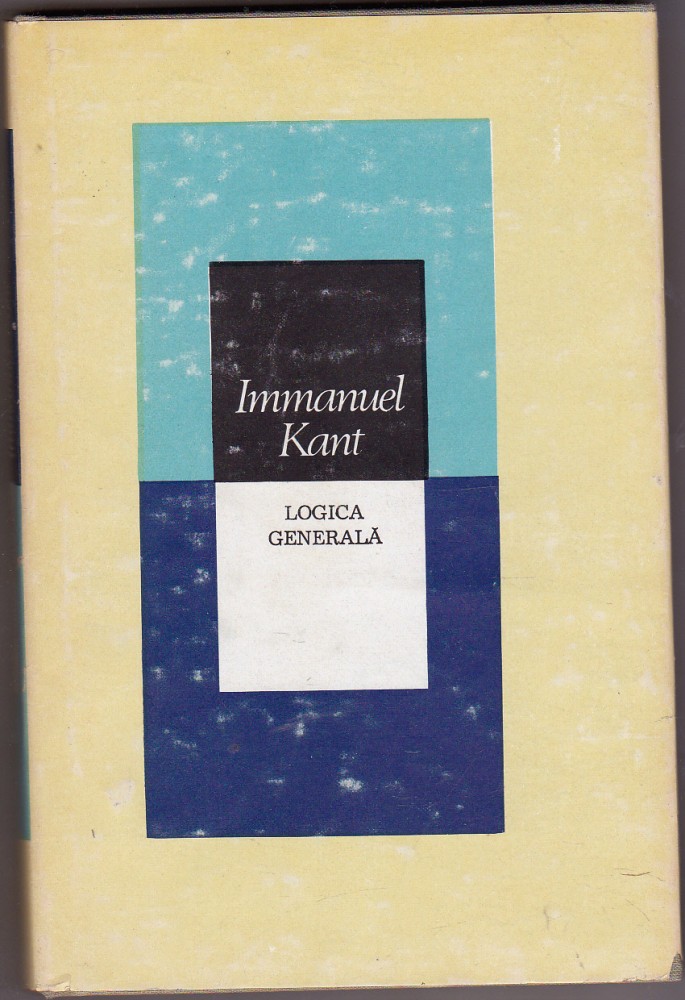 Immanuel
Kant
LOGICA
GENERALĂ